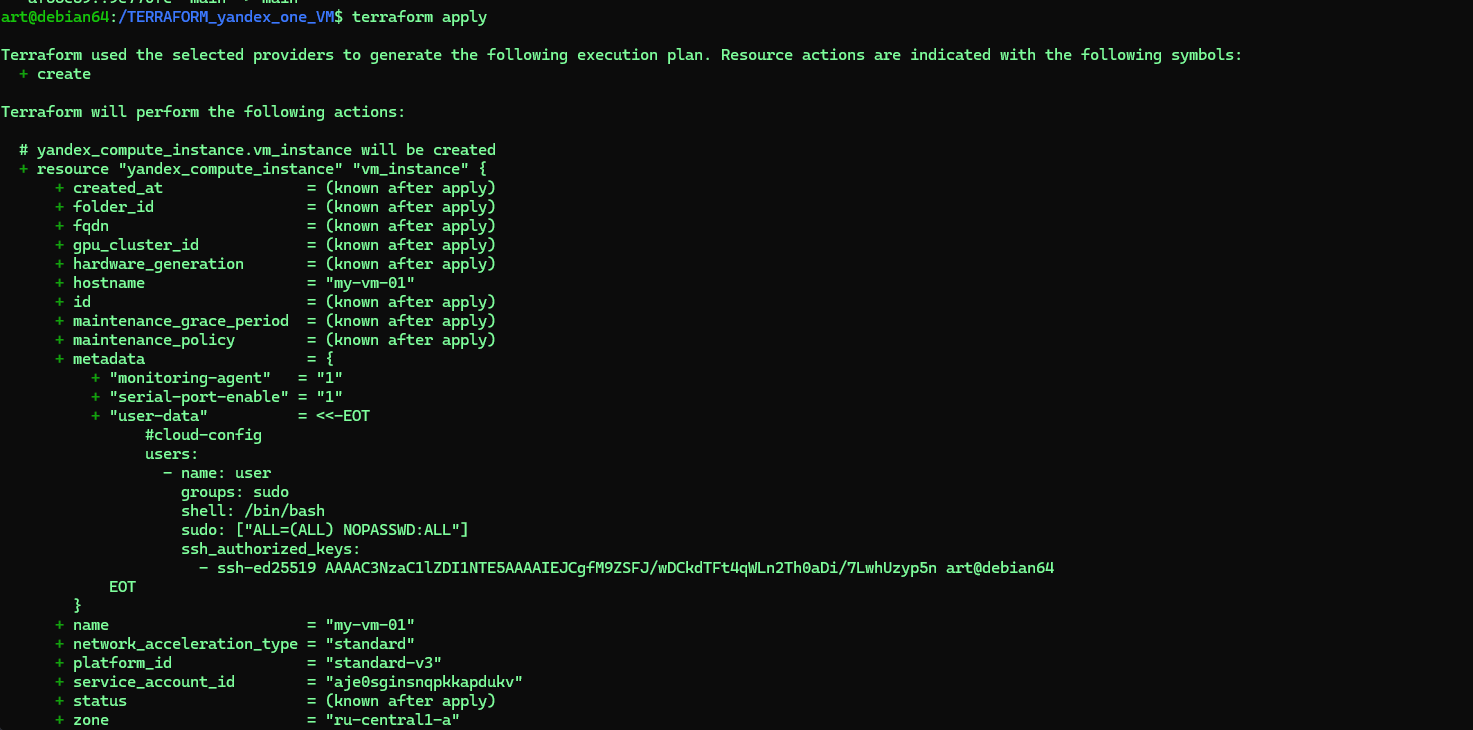 art@debian64:/TERRAFORM_yandex_one_VM$ terraform apply

Terraform used the selected providers to generate the following execution plan. Resource actions are indicated with the following symbols:
  + create

Terraform will perform the following actions:

  # yandex_compute_instance.vm_instance will be created
  + resource "yandex_compute_instance" "vm_instance" {
      + created_at                = (known after apply)
      + folder_id                 = (known after apply)
      + fqdn                      = (known after apply)
      + gpu_cluster_id            = (known after apply)
      + hardware_generation       = (known after apply)
      + hostname                  = "my-vm-01"
      + id                        = (known after apply)
      + maintenance_grace_period  = (known after apply)
      + maintenance_policy        = (known after apply)
      + metadata                  = {
          + "monitoring-agent"   = "1"
          + "serial-port-enable" = "1"
          + "user-data"          = <<-EOT
                #cloud-config
                users:
                  - name: user
                    groups: sudo
                    shell: /bin/bash
                    sudo: ["ALL=(ALL) NOPASSWD:ALL"]
                    ssh_authorized_keys:
                      - ssh-ed25519 AAAAC3NzaC1lZDI1NTE5AAAAIEJCgfM9ZSFJ/wDCkdTFt4qWLn2Th0aDi/7LwhUzyp5n art@debian64
            EOT
        }
      + name                      = "my-vm-01"
      + network_acceleration_type = "standard"
      + platform_id               = "standard-v3"
      + service_account_id        = "aje0sginsnqpkkapdukv"
      + status                    = (known after apply)
      + zone                      = "ru-central1-a"